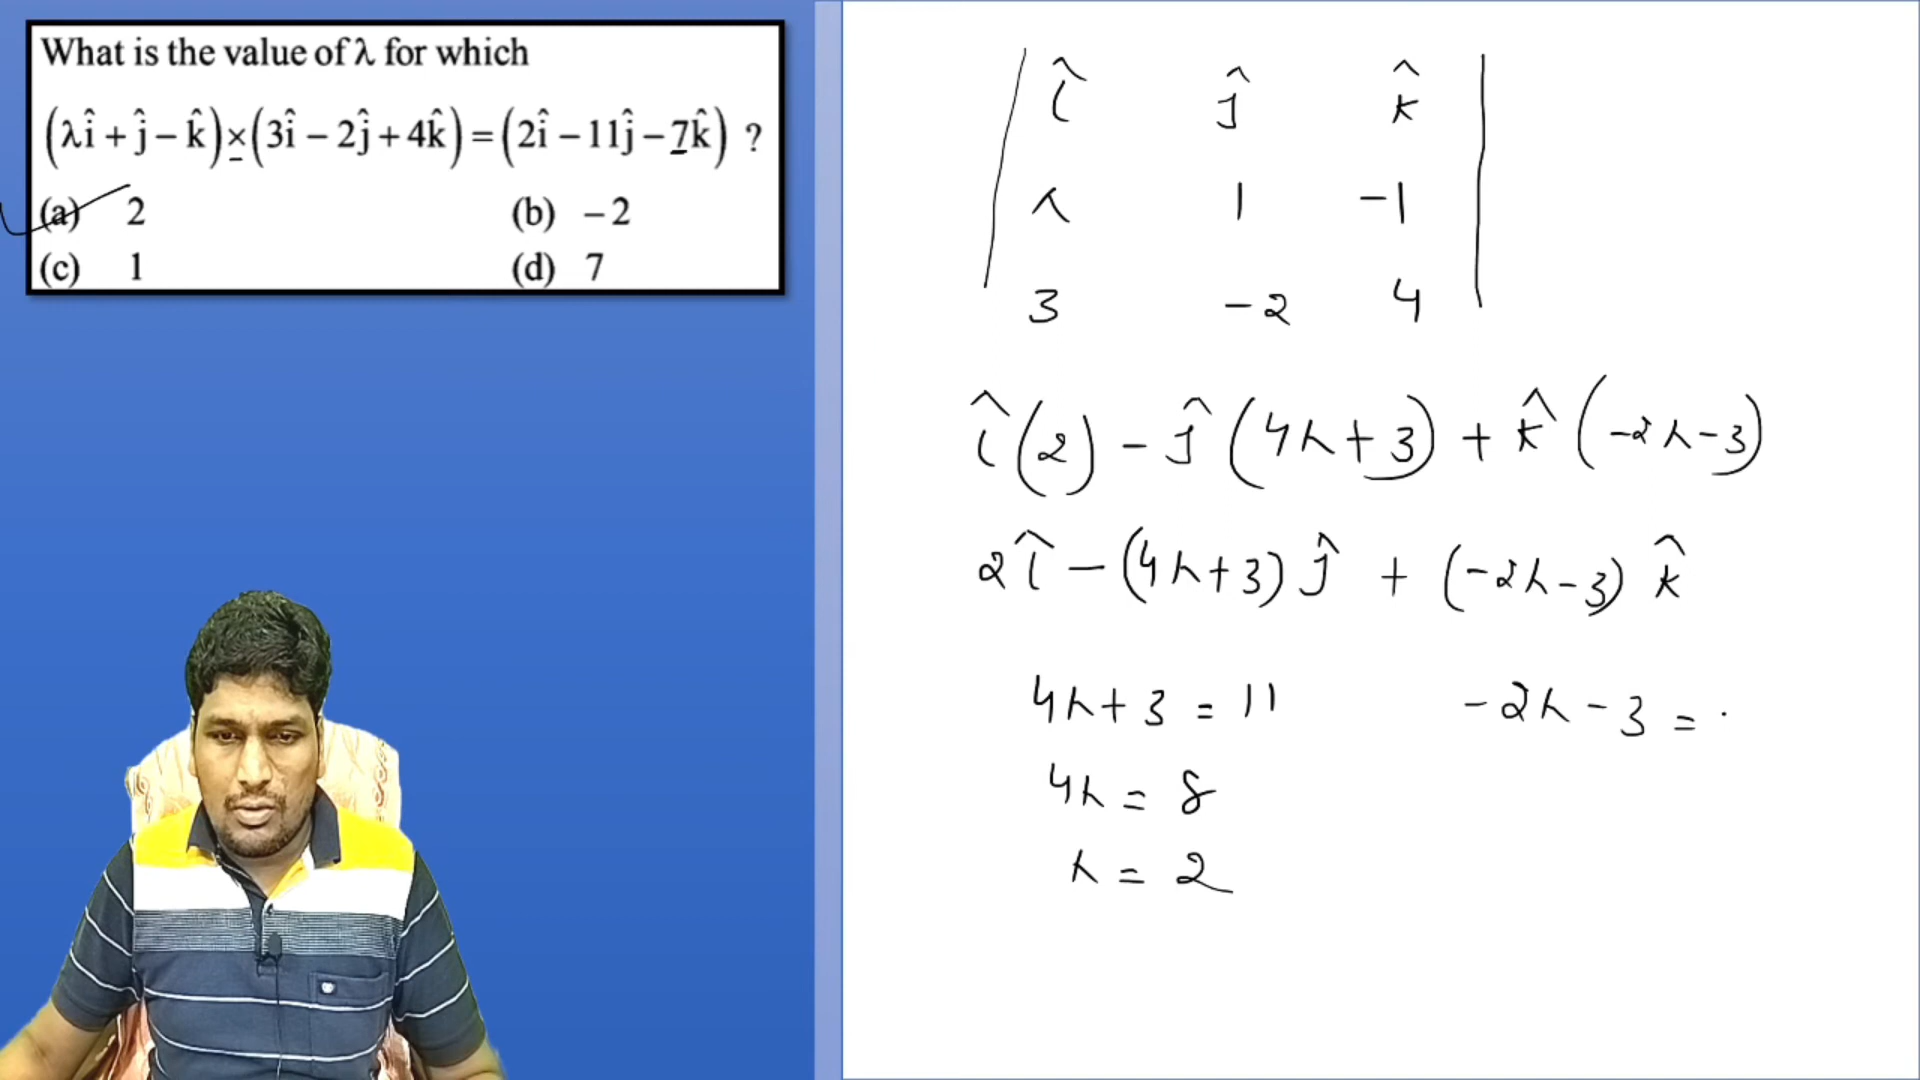 What is the value of λ for which
(λî + ĵ − k̂)×(3î − 2ĵ + 4k̂) = (2î − 11ĵ − 7k̂) ?
(a) 2 (b) −2
(c) 1 (d) 7
î ĵ k̂
λ 1 -1
3 -2 4
î(2) - ĵ(4λ+3) + k̂(-2λ-3)
2î - (4λ+3)ĵ + (-2λ-3)k̂
4λ+3 = 11 -2λ-3 =
4λ = 8
λ = 2